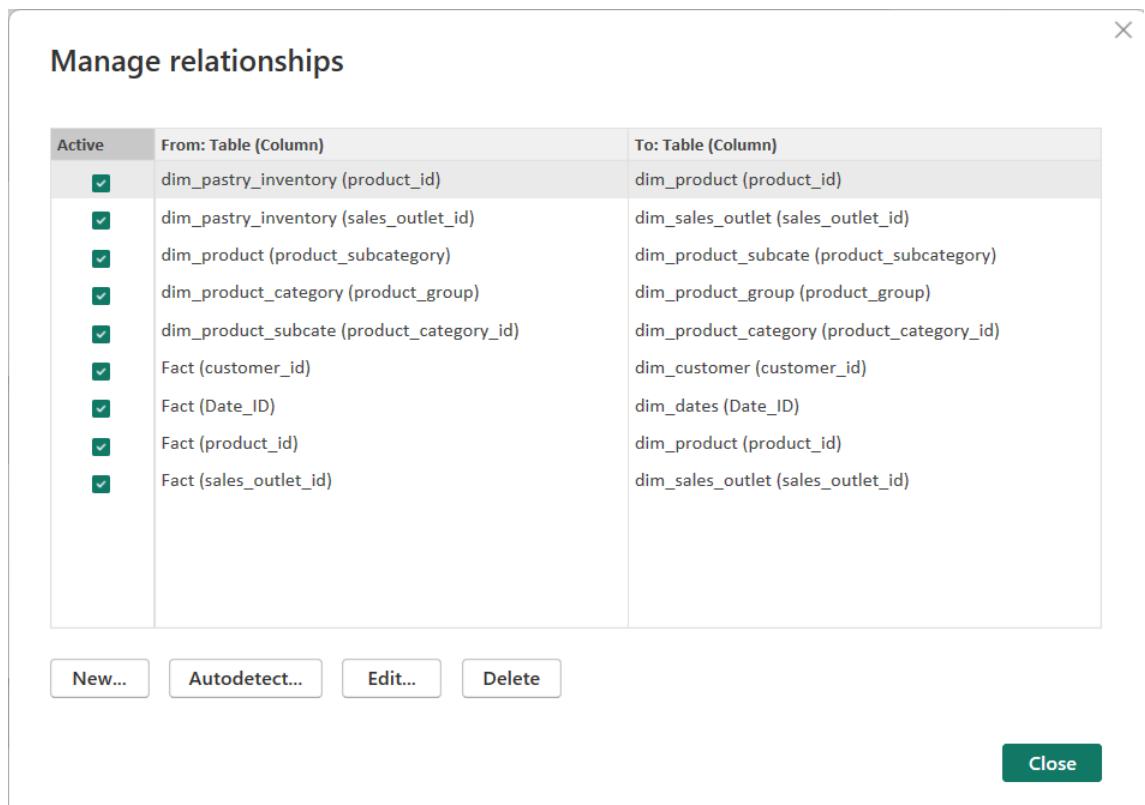 Manage relationships
Active From: Table (Column) To: Table (Column)
dim_pastry_inventory (product_id) dim_product (product_id)
dim_pastry_inventory (sales_outlet_id) dim_sales_outlet (sales_outlet_id)
dim_product (product_subcategory) dim_product_subcate (product_subcategory)
dim_product_category (product_group) dim_product_group (product_group)
dim_product_subcate (product_category_id) dim_product_category (product_category_id)
Fact (customer_id) dim_customer (customer_id)
Fact (Date_ID) dim_dates (Date_ID)
Fact (product_id) dim_product (product_id)
Fact (sales_outlet_id) dim_sales_outlet (sales_outlet_id)
New... Autodetect... Edit... Delete
Close